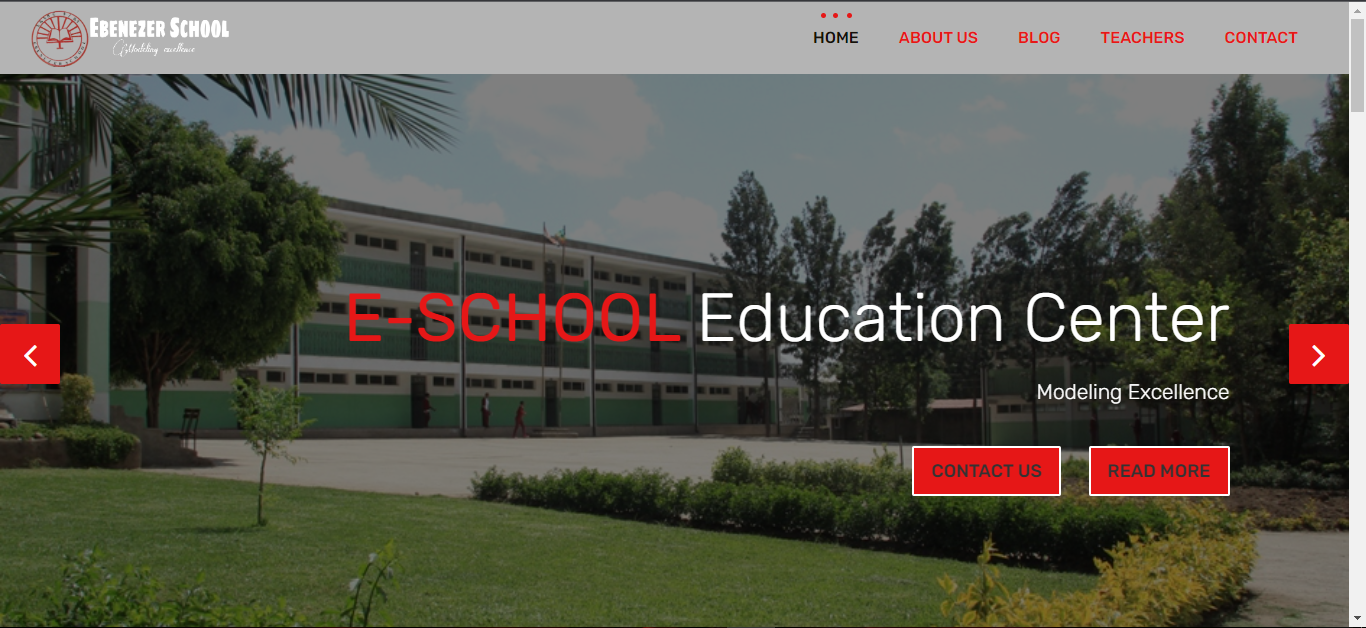 EBENEZER SCHOOL
Modeling excellence
HOME ABOUT US BLOG TEACHERS CONTACT
E-SCHOOL Education Center
Modeling Excellence
CONTACT US READ MORE